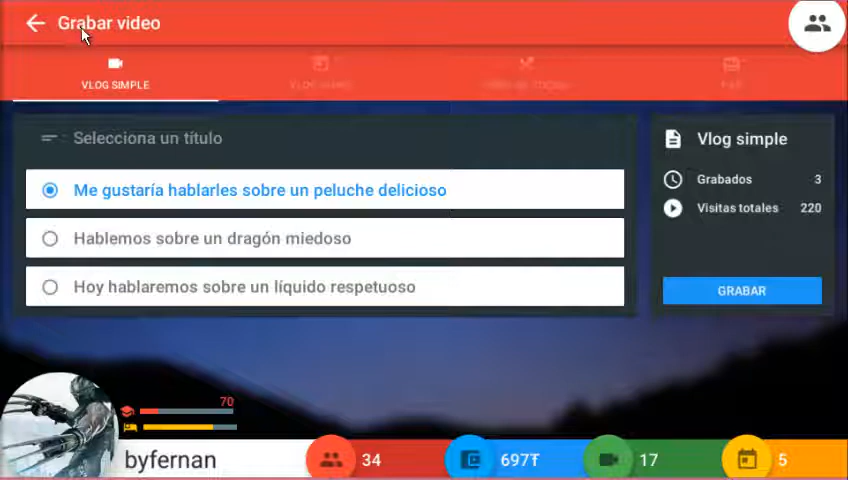 Grabar video
VLOG SIMPLE
Selecciona un título
Me gustaría hablarles sobre un peluche delicioso
Hablemos sobre un dragón miedoso
Hoy hablaremos sobre un líquido respetuoso
Vlog simple
Grabados 3
Visitas totales 220
GRABAR
70
byfernan
34
697₸
17
5